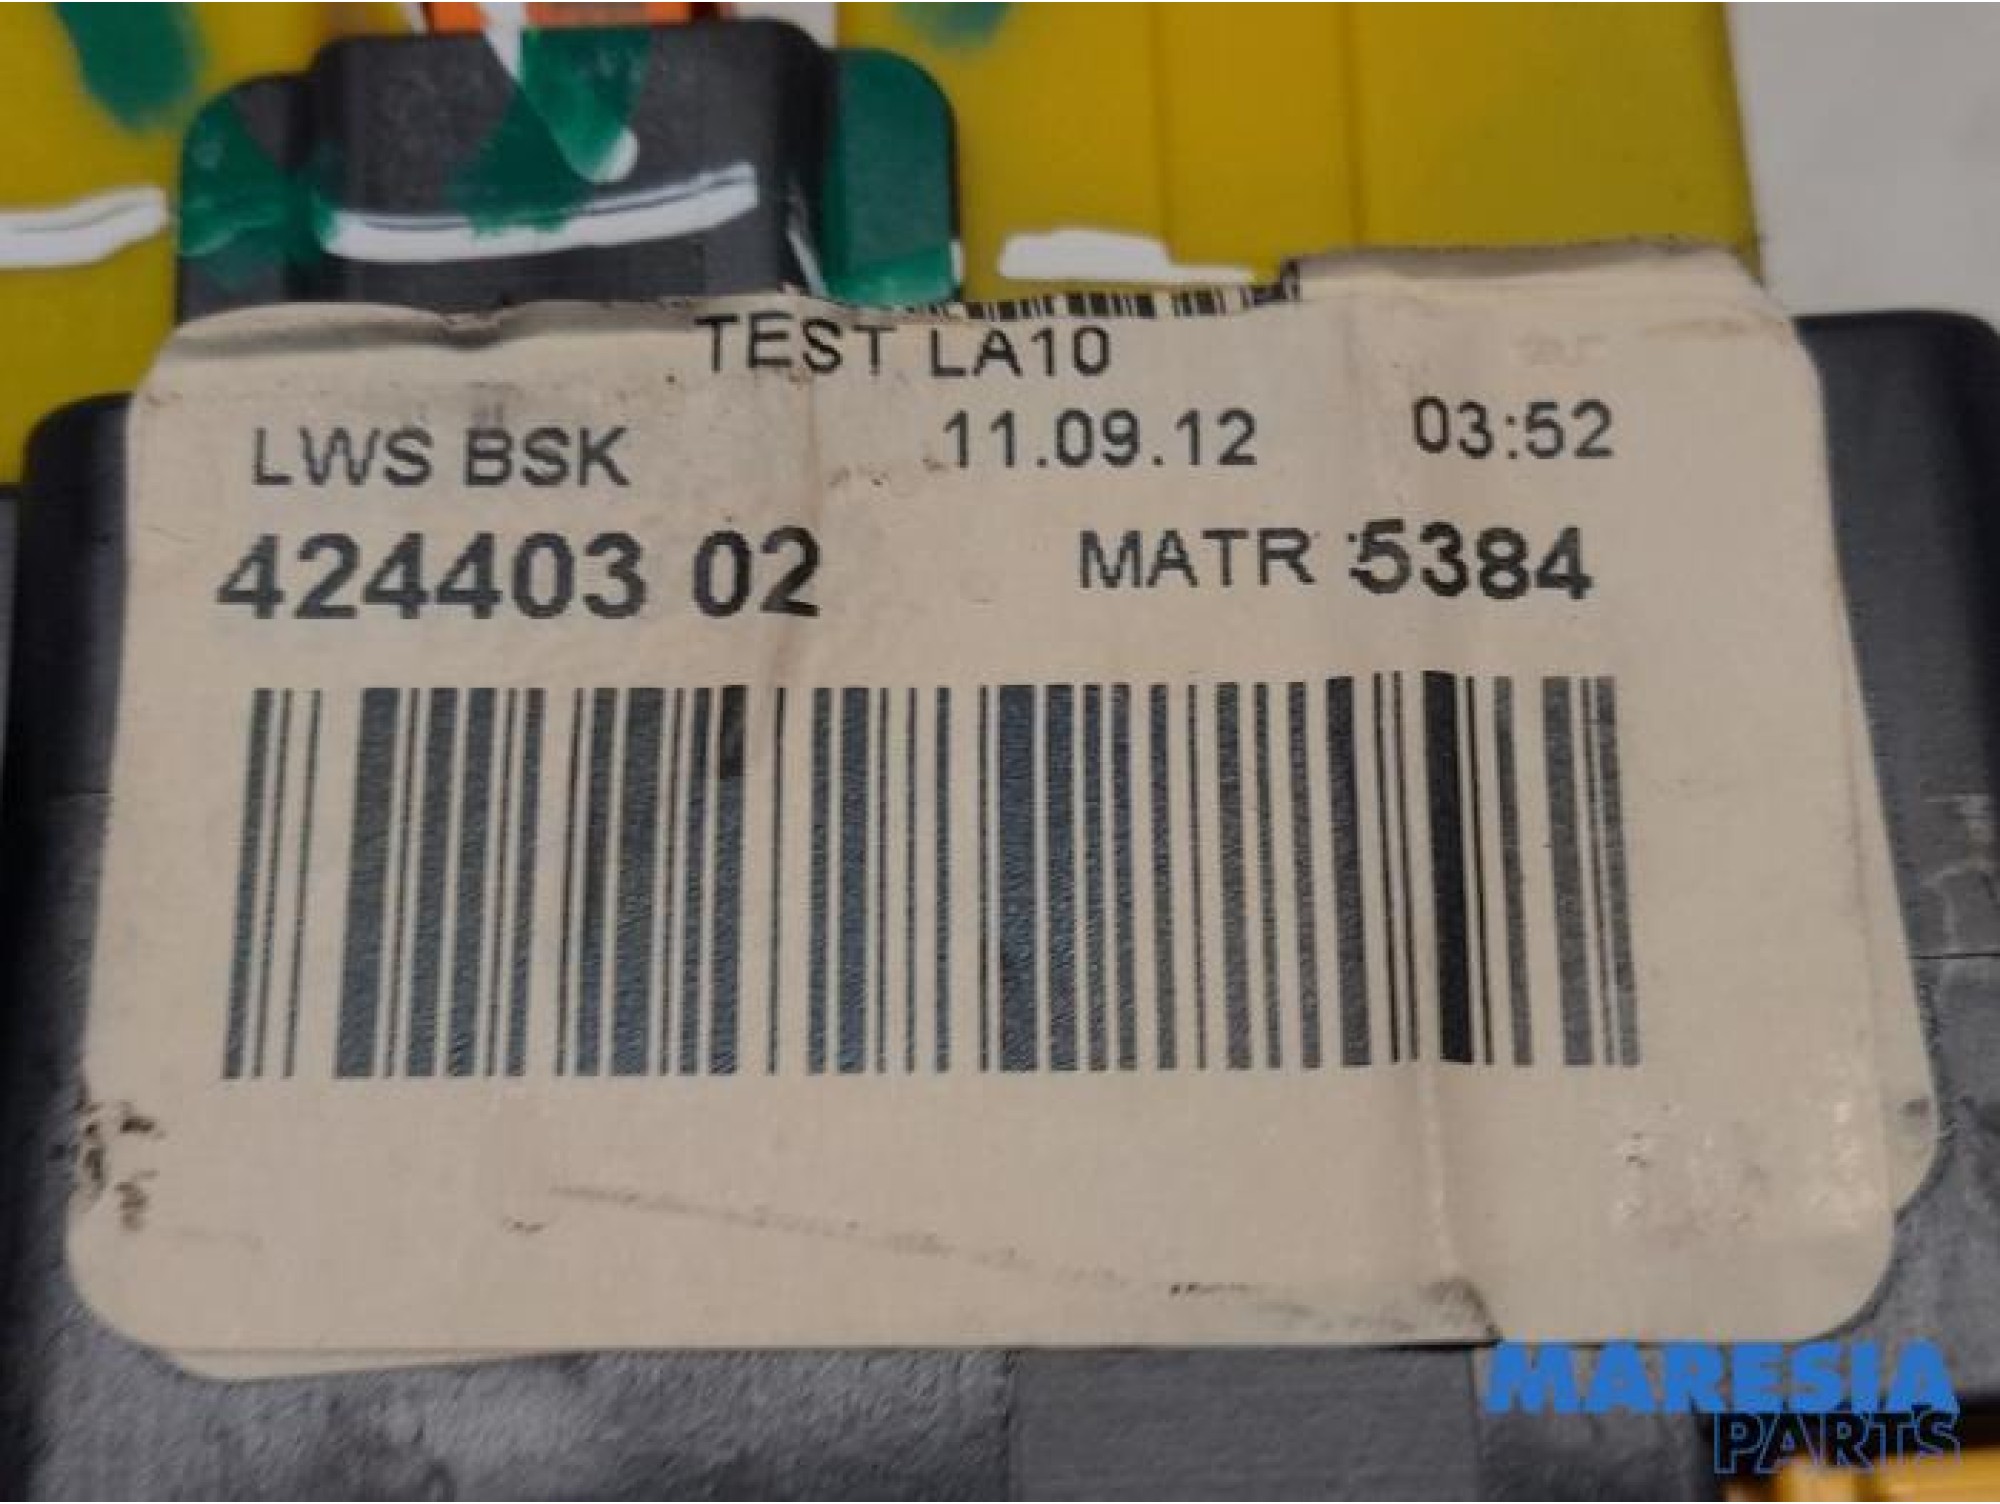 TEST LA10
LWS BSK 11.09.12 03:52
424403 02 MATR 5384
MARESIA
PARTS